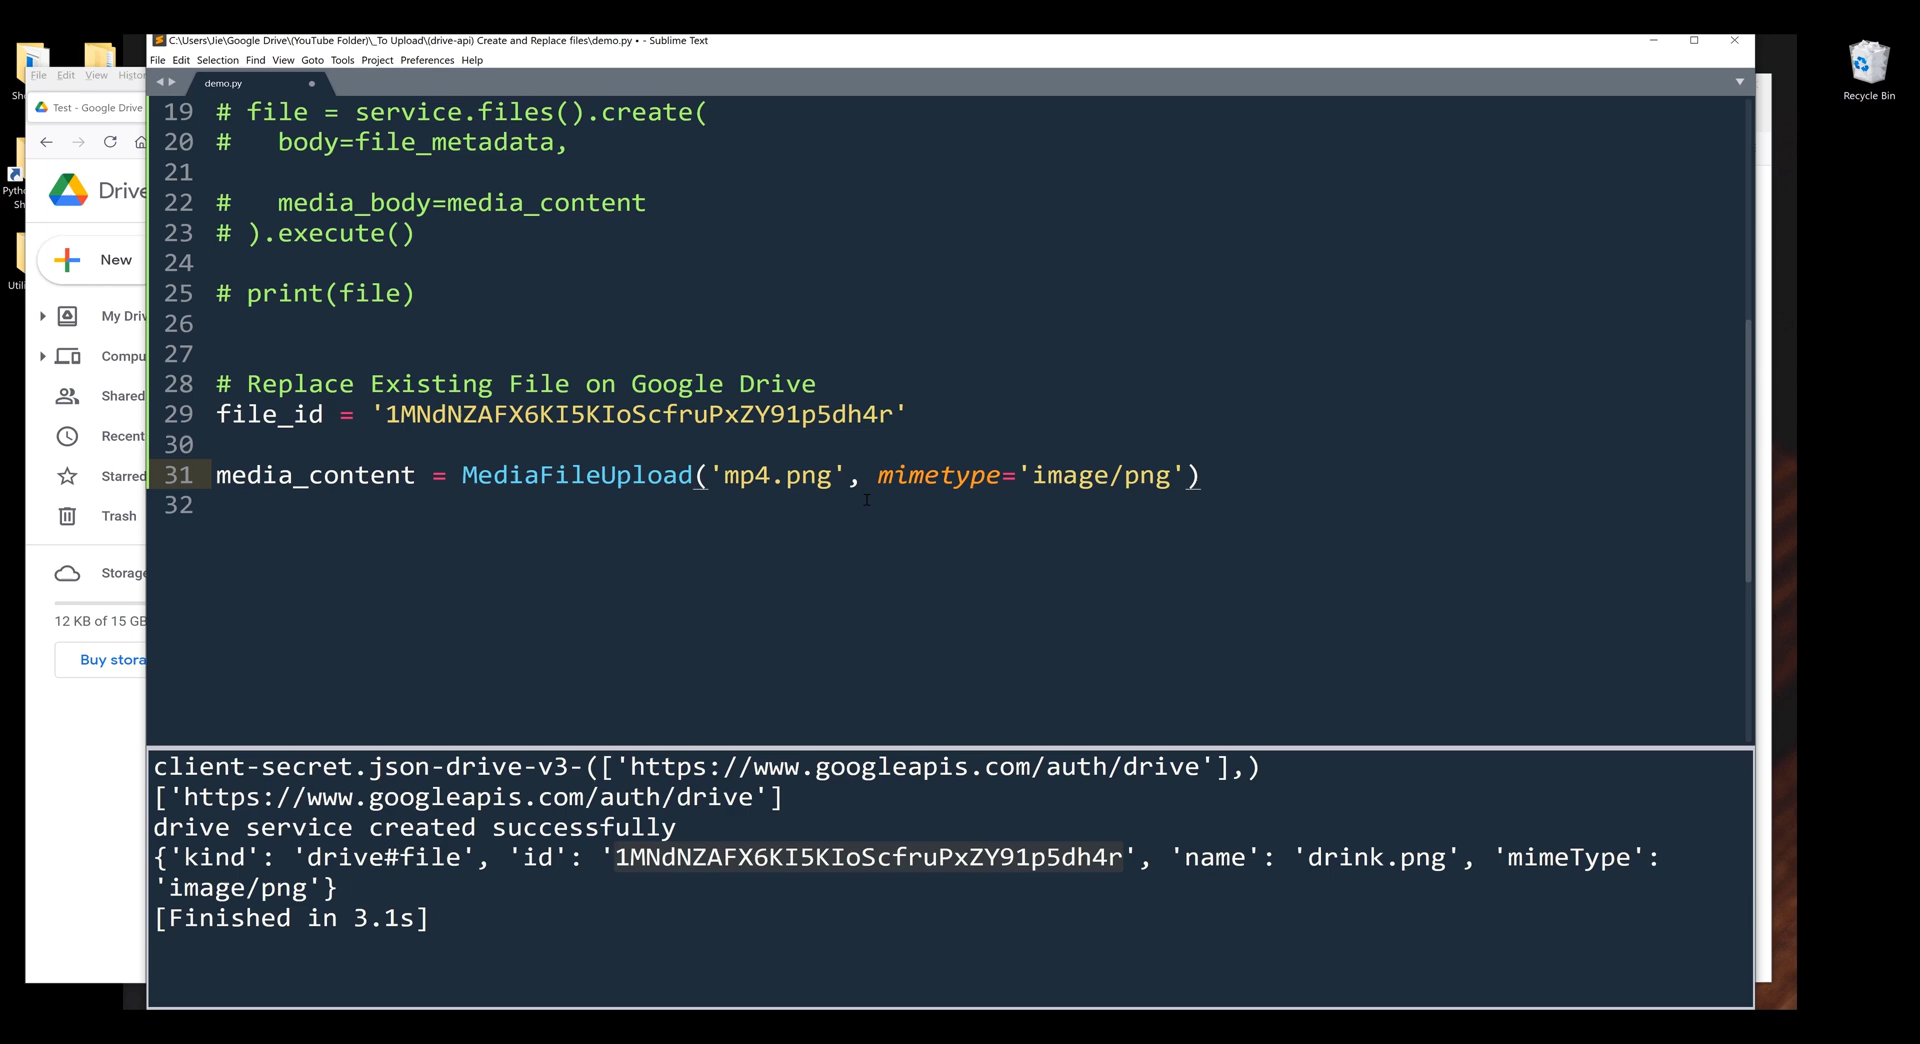 C:\Users\Jie\Google Drive\(YouTube Folder)\_To Upload\(drive-api) Create and Replace files\demo.py • - Sublime Text
File Edit Selection Find View Goto Tools Project Preferences Help
demo.py
19 # file = service.files().create(
20 #   body=file_metadata,
21
22 #   media_body=media_content
23 # ).execute()
24
25 # print(file)
26
27
28 # Replace Existing File on Google Drive
29 file_id = '1MNdNZAFX6KI5KIoScfruPxZY91p5dh4r'
30
31 media_content = MediaFileUpload('mp4.png', mimetype='image/png')
32
client-secret.json-drive-v3-(['https://www.googleapis.com/auth/drive'],)
['https://www.googleapis.com/auth/drive']
drive service created successfully
{'kind': 'drive#file', 'id': '1MNdNZAFX6KI5KIoScfruPxZY91p5dh4r', 'name': 'drink.png', 'mimeType':
'image/png'}
[Finished in 3.1s]
File Edit View Histor
Test - Google Drive
Drive
New
My Driv
Compu
Shared
Recent
Starred
Trash
Storage
12 KB of 15 GB
Buy stora
Recycle Bin